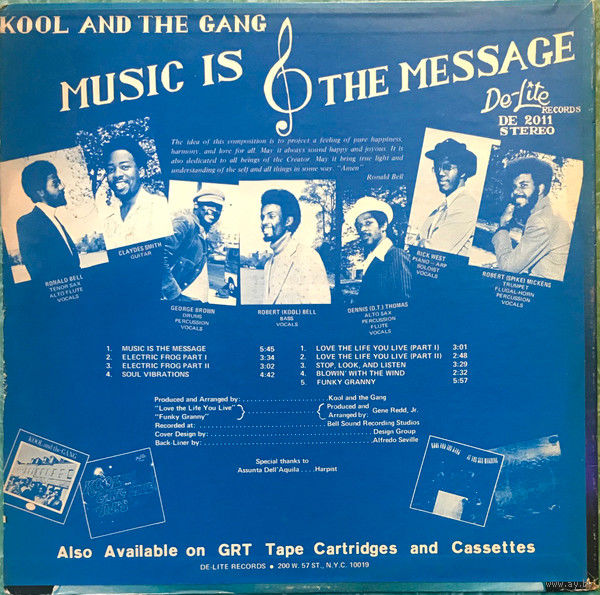 KOOL AND THE GANG
MUSIC IS THE MESSAGE
De-Lite
RECORDS
DE 2011
STEREO
The idea of this composition is to project a feeling of pure happiness,
harmony, and love for all. May it always sound happy and joyous. It is
also dedicated to all beings of the Creator. May it bring true light and
understanding of the self and all things in some way. "Amen"
Ronald Bell
RONALD BELL
TENOR SAX
ALTO FLUTE
VOCALS
CLAYDES SMITH
GUITAR
GEORGE BROWN
DRUMS
PERCUSSION
VOCALS
ROBERT (KOOL) BELL
BASS
VOCALS
DENNIS (D.T.) THOMAS
ALTO SAX
PERCUSSION
FLUTE
VOCALS
RICK WEST
PIANO - ARP
SOLOIST
VOCALS
ROBERT (SPIKE) MICKENS
TRUMPET
FLUGAL-HORN
PERCUSSION
VOCALS
1. MUSIC IS THE MESSAGE 5:45
2. ELECTRIC FROG PART I 3:34
3. ELECTRIC FROG PART II 3:02
4. SOUL VIBRATIONS 4:42
1. LOVE THE LIFE YOU LIVE (PART I) 3:01
2. LOVE THE LIFE YOU LIVE (PART II) 2:48
3. STOP, LOOK, AND LISTEN 3:29
4. BLOWIN' WITH THE WIND 2:32
5. FUNKY GRANNY 5:57
Produced and Arranged by: Kool and the Gang
"Love the Life You Live"
"Funky Granny"
Produced and
Arranged by: Gene Redd, Jr.
Recorded at: Bell Sound Recording Studios
Cover Design by: Design Group
Back-Liner by: Alfredo Seville
Special thanks to
Assunta Dell'Aquila . . . . Harpist
KOOL and the GANG
KOOL AND THE GANG
Also Available on GRT Tape Cartridges and Cassettes
DE-LITE RECORDS • 200 W. 57 ST., N.Y.C. 10019